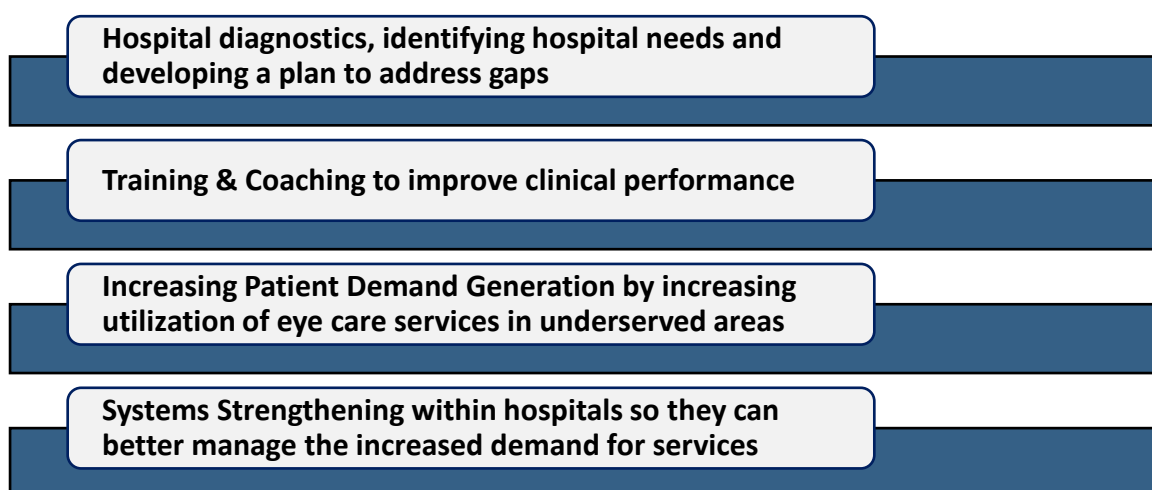 Hospital diagnostics, identifying hospital needs and
developing a plan to address gaps
Training & Coaching to improve clinical performance
Increasing Patient Demand Generation by increasing
utilization of eye care services in underserved areas
Systems Strengthening within hospitals so they can
better manage the increased demand for services